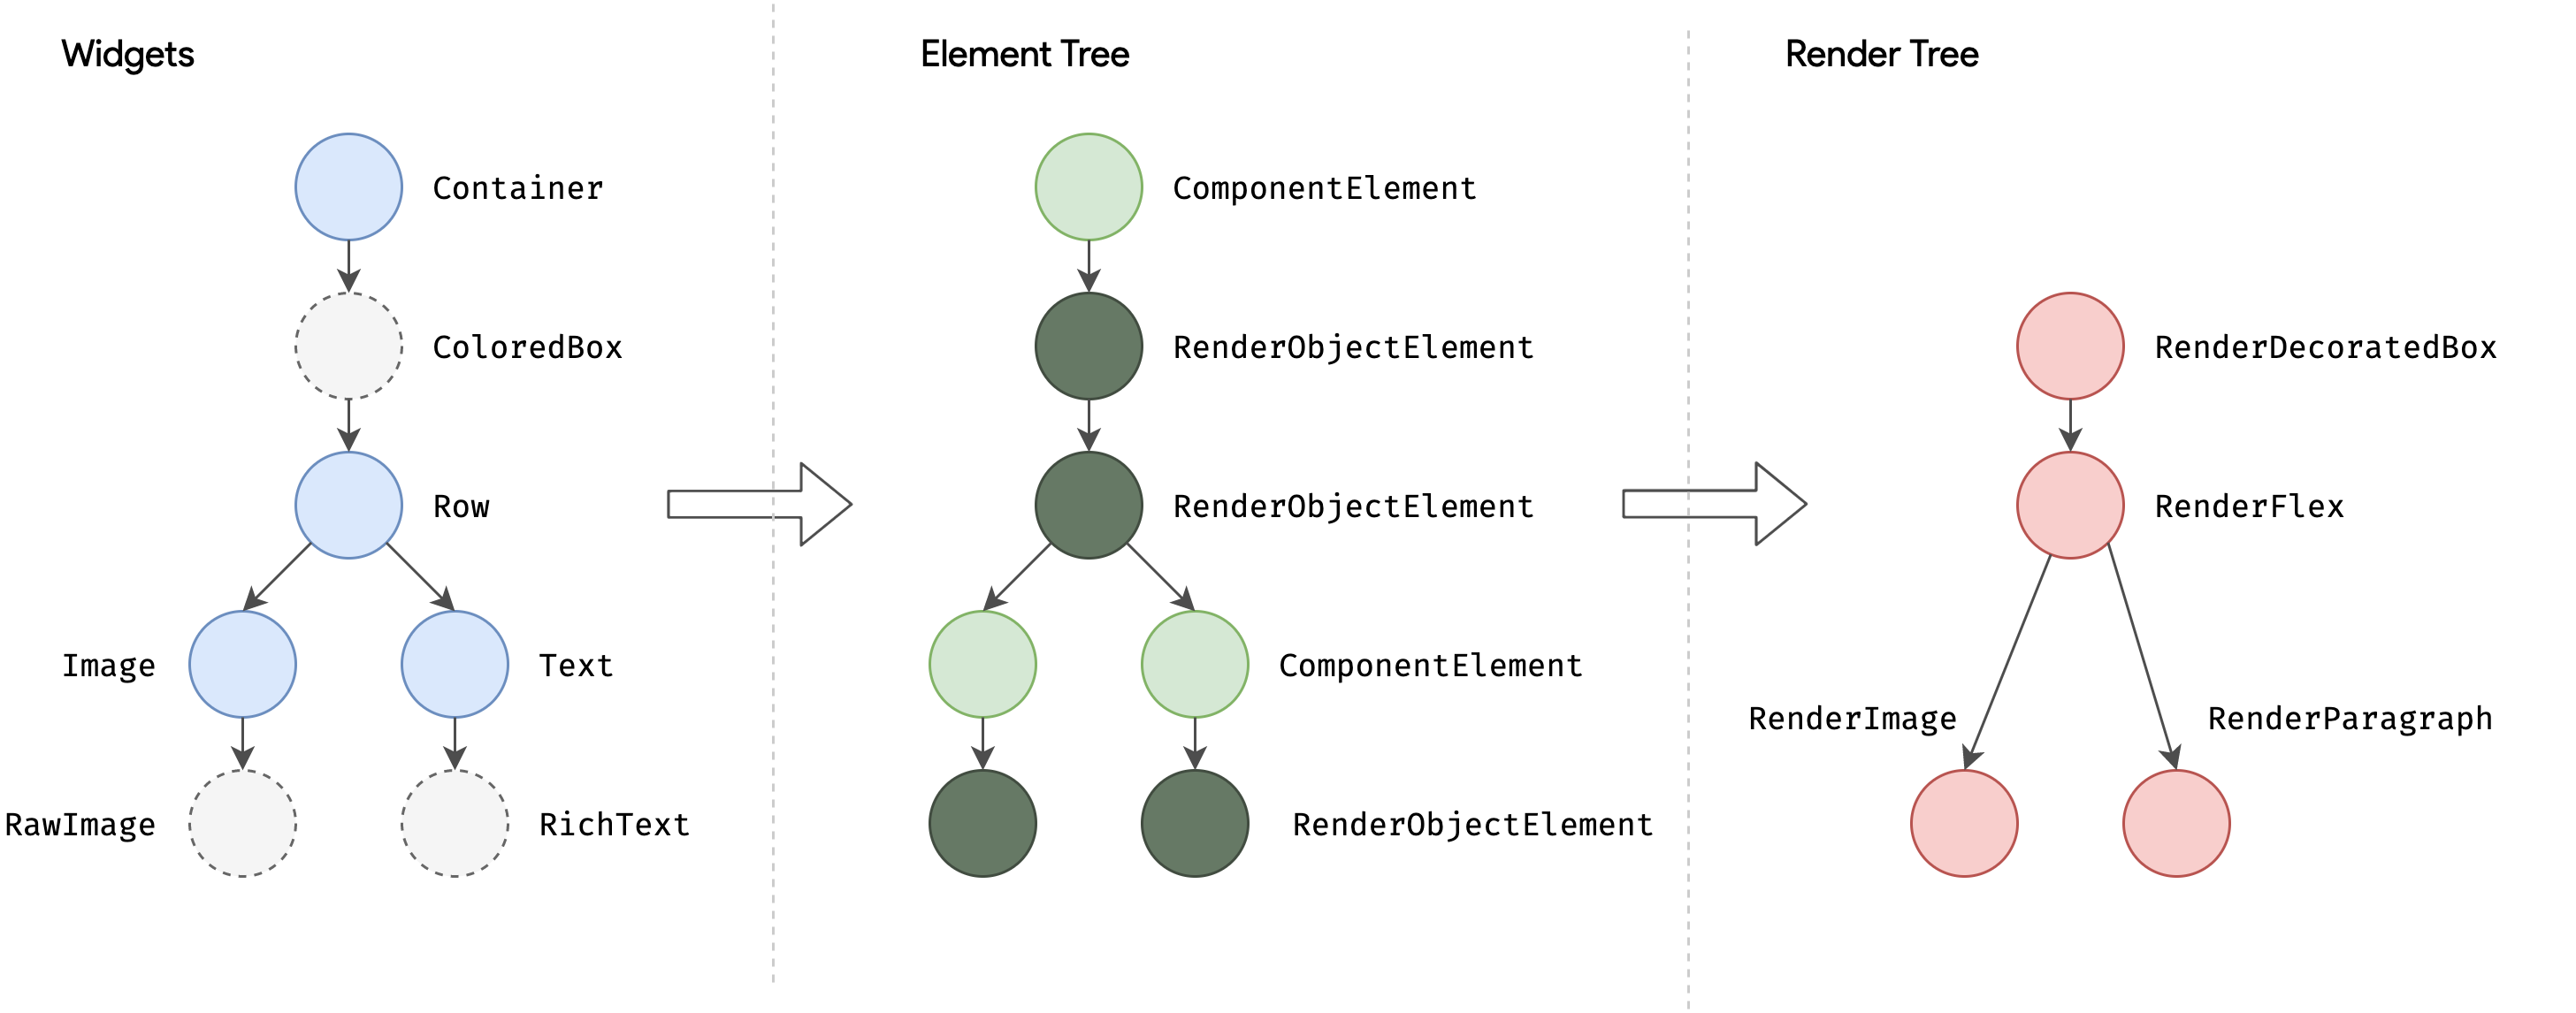 Widgets
Container
ColoredBox
Row
Image
Text
RawImage
RichText
Element Tree
ComponentElement
RenderObjectElement
RenderObjectElement
ComponentElement
RenderObjectElement
Render Tree
RenderDecoratedBox
RenderFlex
RenderImage
RenderParagraph